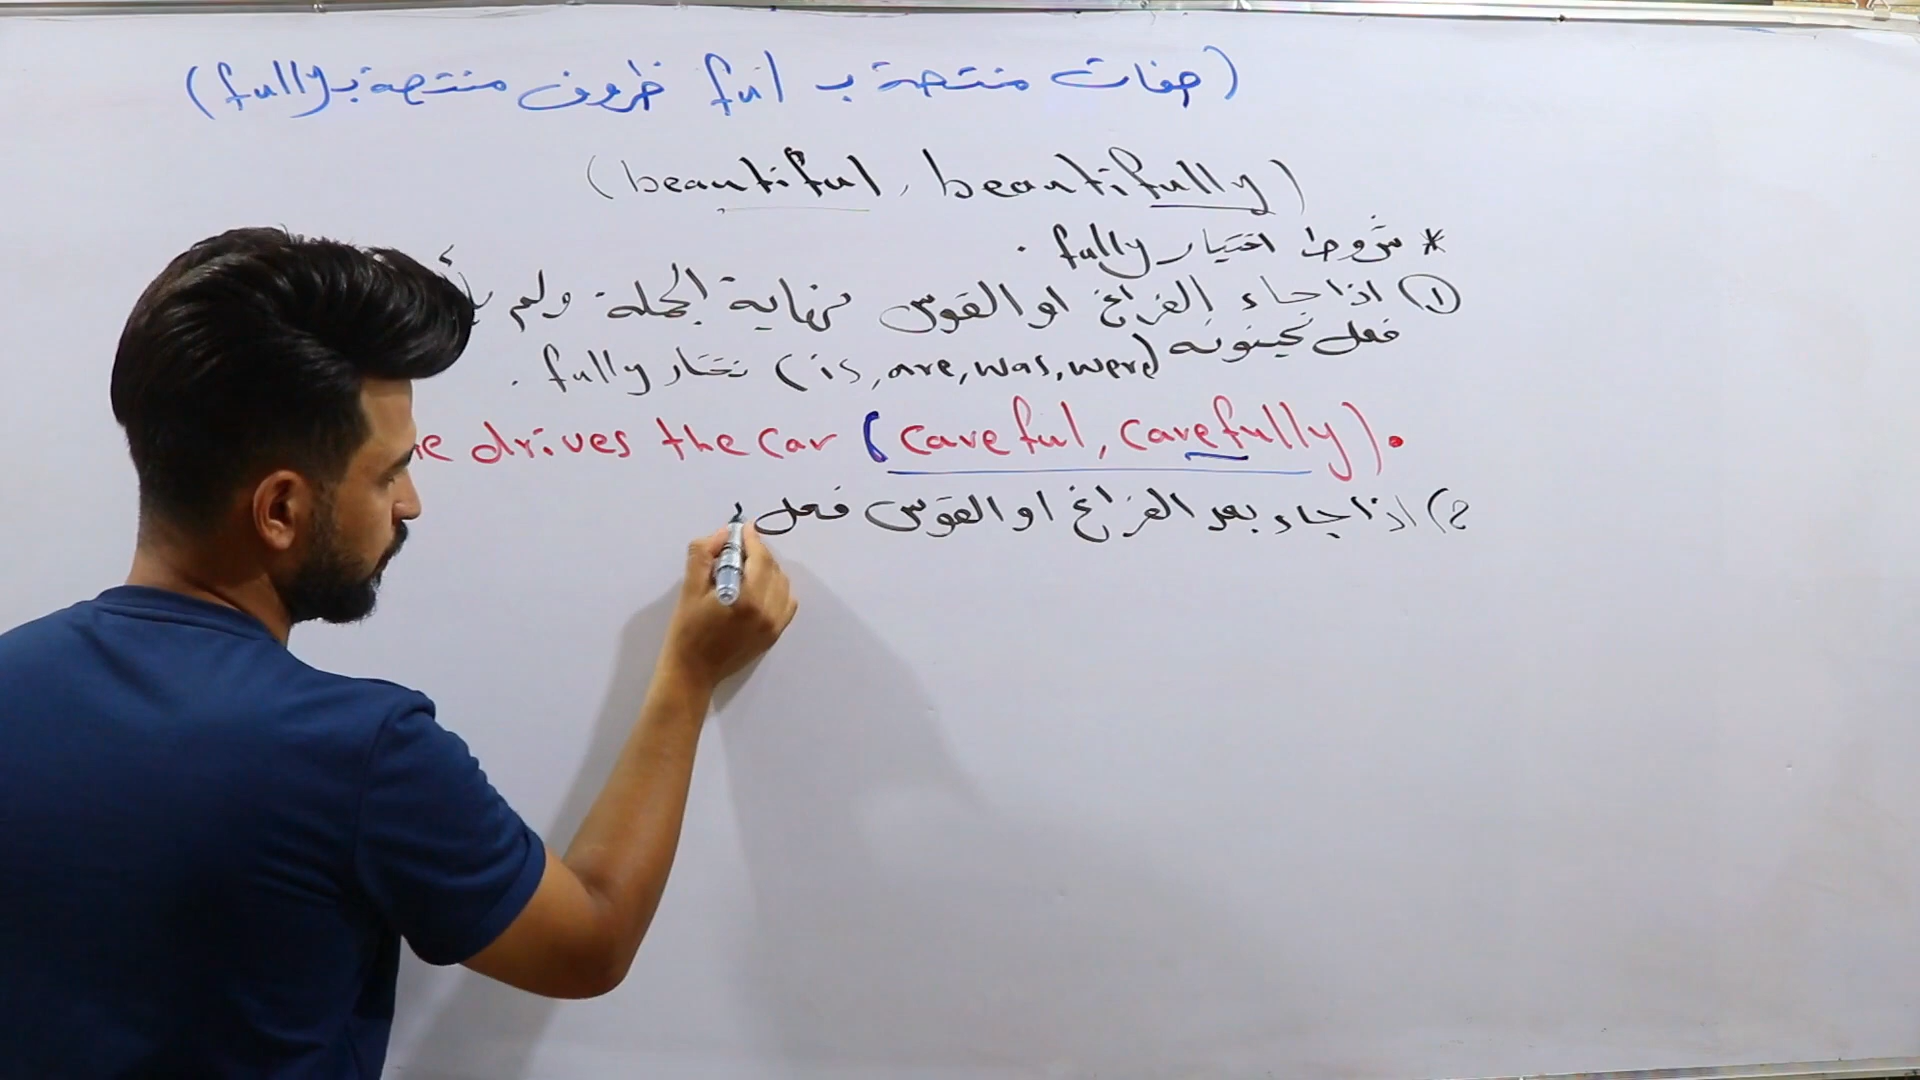 (صفات منتهية ب ful ظروف منتهية ب fully)
(beautiful, beautifully)
* شروط اختيار fully .
① اذا جاء الفراغ او القوس نهاية الجملة ولم
فعل كينونه (is, are, was, were) نختار fully .
drives the car (careful, carefully).
2) اذا جاء بعد الفراغ او القوس فعل